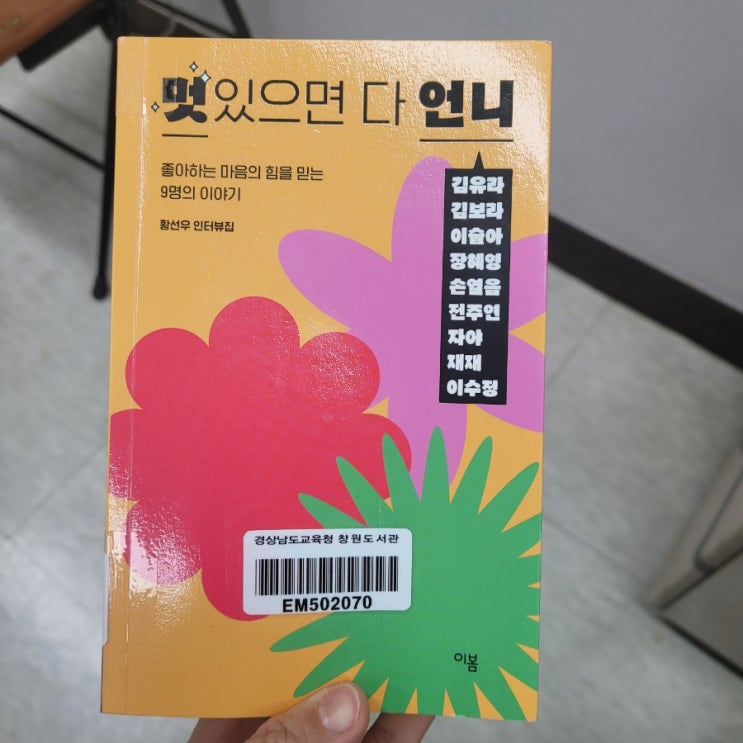 멋있으면 다 언니
좋아하는 마음의 힘을 믿는
9명의 이야기
황선우 인터뷰집
김유라
김보라
이슬아
장혜영
손열음
전주연
자야
재재
이수정
경상남도교육청 창원도서관
EM502070
이봄